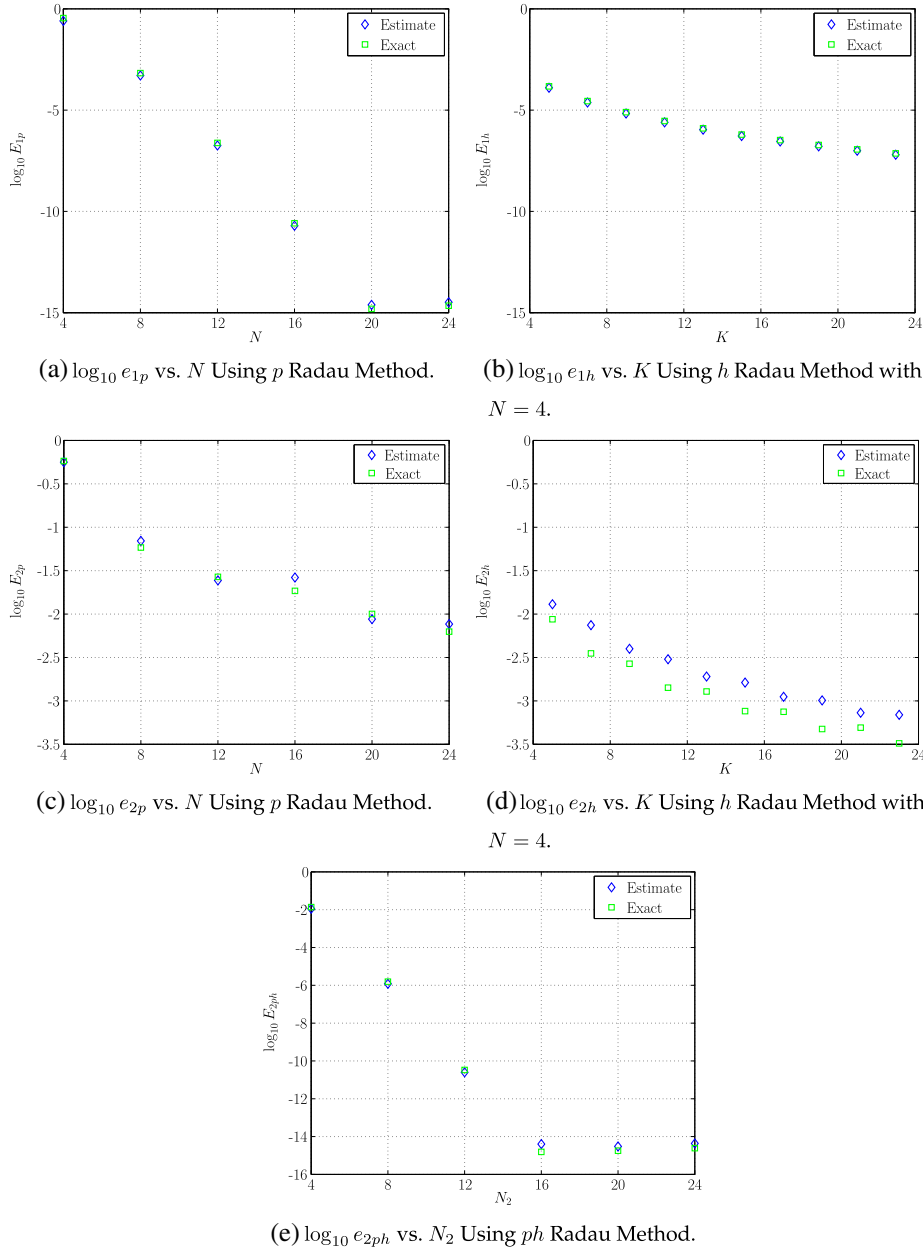 0
-5
-10
-15
4 8 12 16 20 24
N
log₁₀ E₁ₚ
Estimate
Exact
0
-5
-10
-15
4 8 12 16 20 24
K
log₁₀ E₁ₕ
Estimate
Exact
(a) log₁₀ e₁ₚ vs. N Using p Radau Method.
(b) log₁₀ e₁ₕ vs. K Using h Radau Method with
N = 4.
0
-0.5
-1
-1.5
-2
-2.5
-3
-3.5
4 8 12 16 20 24
N
log₁₀ E₂ₚ
Estimate
Exact
0
-0.5
-1
-1.5
-2
-2.5
-3
-3.5
4 8 12 16 20 24
K
log₁₀ E₂ₕ
Estimate
Exact
(c) log₁₀ e₂ₚ vs. N Using p Radau Method.
(d) log₁₀ e₂ₕ vs. K Using h Radau Method with
N = 4.
0
-2
-4
-6
-8
-10
-12
-14
-16
4 8 12 16 20 24
N₂
log₁₀ E₂ₚₕ
Estimate
Exact
(e) log₁₀ e₂ₚₕ vs. N₂ Using ph Radau Method.